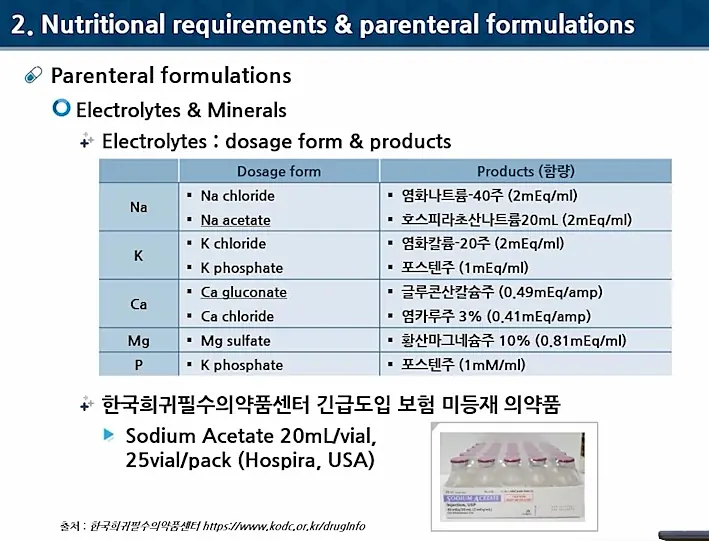 2. Nutritional requirements & parenteral formulations
Parenteral formulations
Electrolytes & Minerals
Electrolytes : dosage form & products
Dosage form Products (함량)
Na
▪ Na chloride ▪ 염화나트륨-40주 (2mEq/ml)
▪ Na acetate ▪ 호스피라초산나트륨20mL (2mEq/ml)
K
▪ K chloride ▪ 염화칼륨-20주 (2mEq/ml)
▪ K phosphate ▪ 포스텐주 (1mEq/ml)
Ca
▪ Ca gluconate ▪ 글루콘산칼슘주 (0.49mEq/amp)
▪ Ca chloride ▪ 염카루주 3% (0.41mEq/amp)
Mg ▪ Mg sulfate ▪ 황산마그네슘주 10% (0.81mEq/ml)
P ▪ K phosphate ▪ 포스텐주 (1mM/ml)
한국희귀필수의약품센터 긴급도입 보험 미등재 의약품
Sodium Acetate 20mL/vial,
25vial/pack (Hospira, USA)
SODIUM ACETATE
Injection, USP
출처 : 한국희귀필수의약품센터 https://www.kodc.or.kr/drugInfo